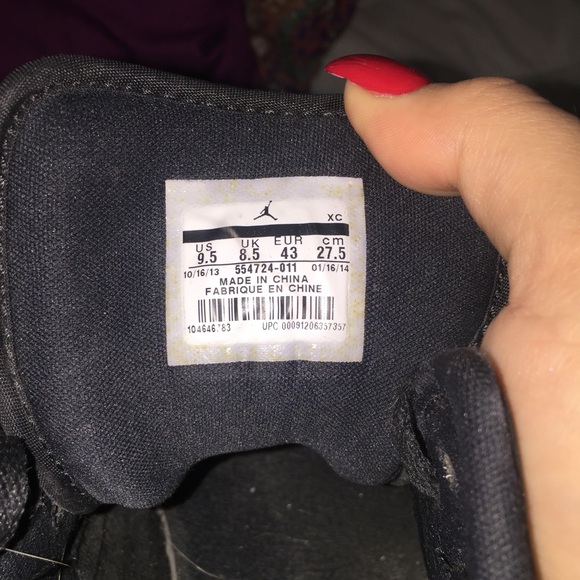 XC
US UK EUR cm
9.5 8.5 43 27.5
10/16/13 554724-011 01/16/14
MADE IN CHINA
FABRIQUE EN CHINE
UPC 00091206357357